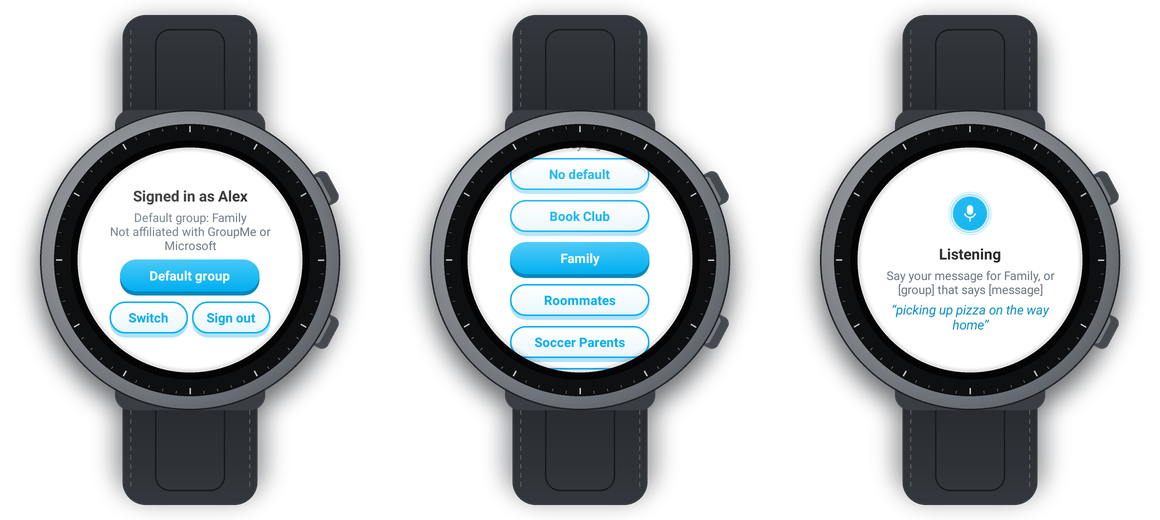 Signed in as Alex
Default group: Family
Not affiliated with GroupMe or
Microsoft
Default group
Switch
Sign out
No default
Book Club
Family
Roommates
Soccer Parents
Listening
Say your message for Family, or
[group] that says [message]
“picking up pizza on the way
home”